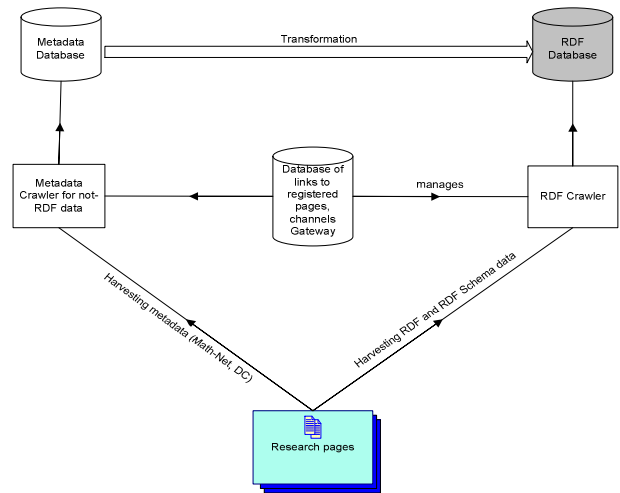 Metadata
Database
Transformation
RDF
Database
Metadata
Crawler for not-
RDF data
Database of
links to
registered
pages,
channels
Gateway
manages
RDF Crawler
Harvesting metadata (Math-Net, DC)
Harvesting RDF and RDF Schema data
Research pages